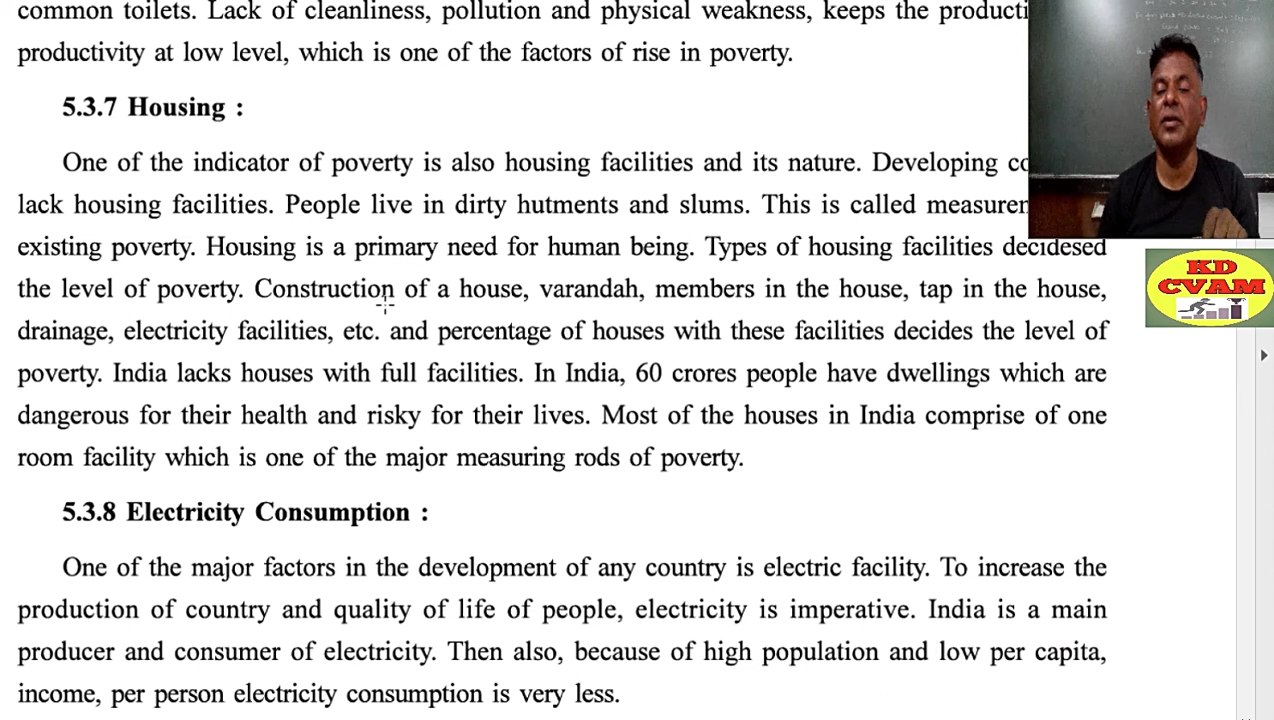 common toilets. Lack of cleanliness, pollution and physical weakness, keeps the
productivity at low level, which is one of the factors of rise in poverty.
5.3.7 Housing :
One of the indicator of poverty is also housing facilities and its nature. Developing
lack housing facilities. People live in dirty hutments and slums. This is called
existing poverty. Housing is a primary need for human being. Types of housing facilities decidesed
the level of poverty. Construction of a house, varandah, members in the house, tap in the house,
drainage, electricity facilities, etc. and percentage of houses with these facilities decides the level of
poverty. India lacks houses with full facilities. In India, 60 crores people have dwellings which are
dangerous for their health and risky for their lives. Most of the houses in India comprise of one
room facility which is one of the major measuring rods of poverty.
5.3.8 Electricity Consumption :
One of the major factors in the development of any country is electric facility. To increase the
production of country and quality of life of people, electricity is imperative. India is a main
producer and consumer of electricity. Then also, because of high population and low per capita,
income, per person electricity consumption is very less.
KD
CVAM